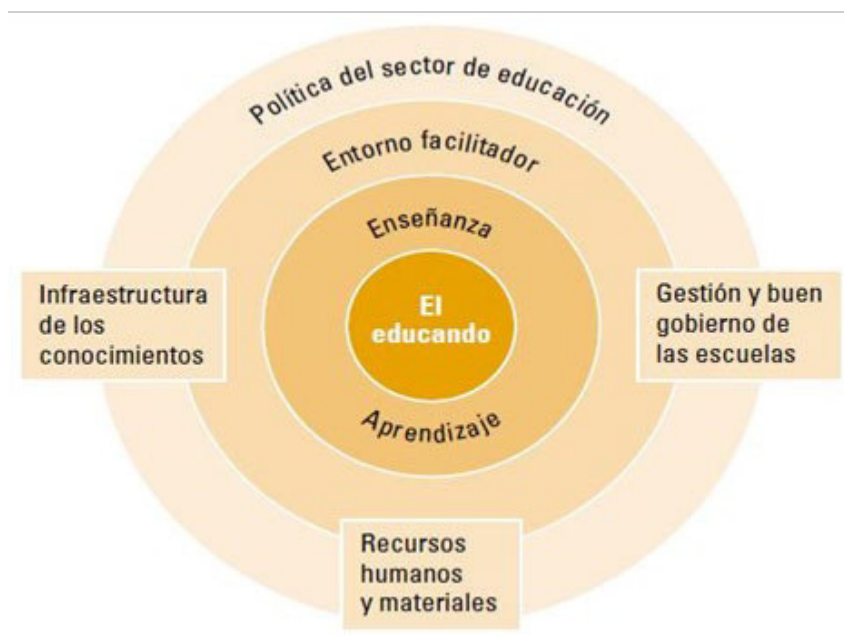 Política del sector de educación
Entorno facilitador
Enseñanza
El
educando
Aprendizaje
Infraestructura
de los
conocimientos
Gestión y buen
gobierno de
las escuelas
Recursos
humanos
y materiales